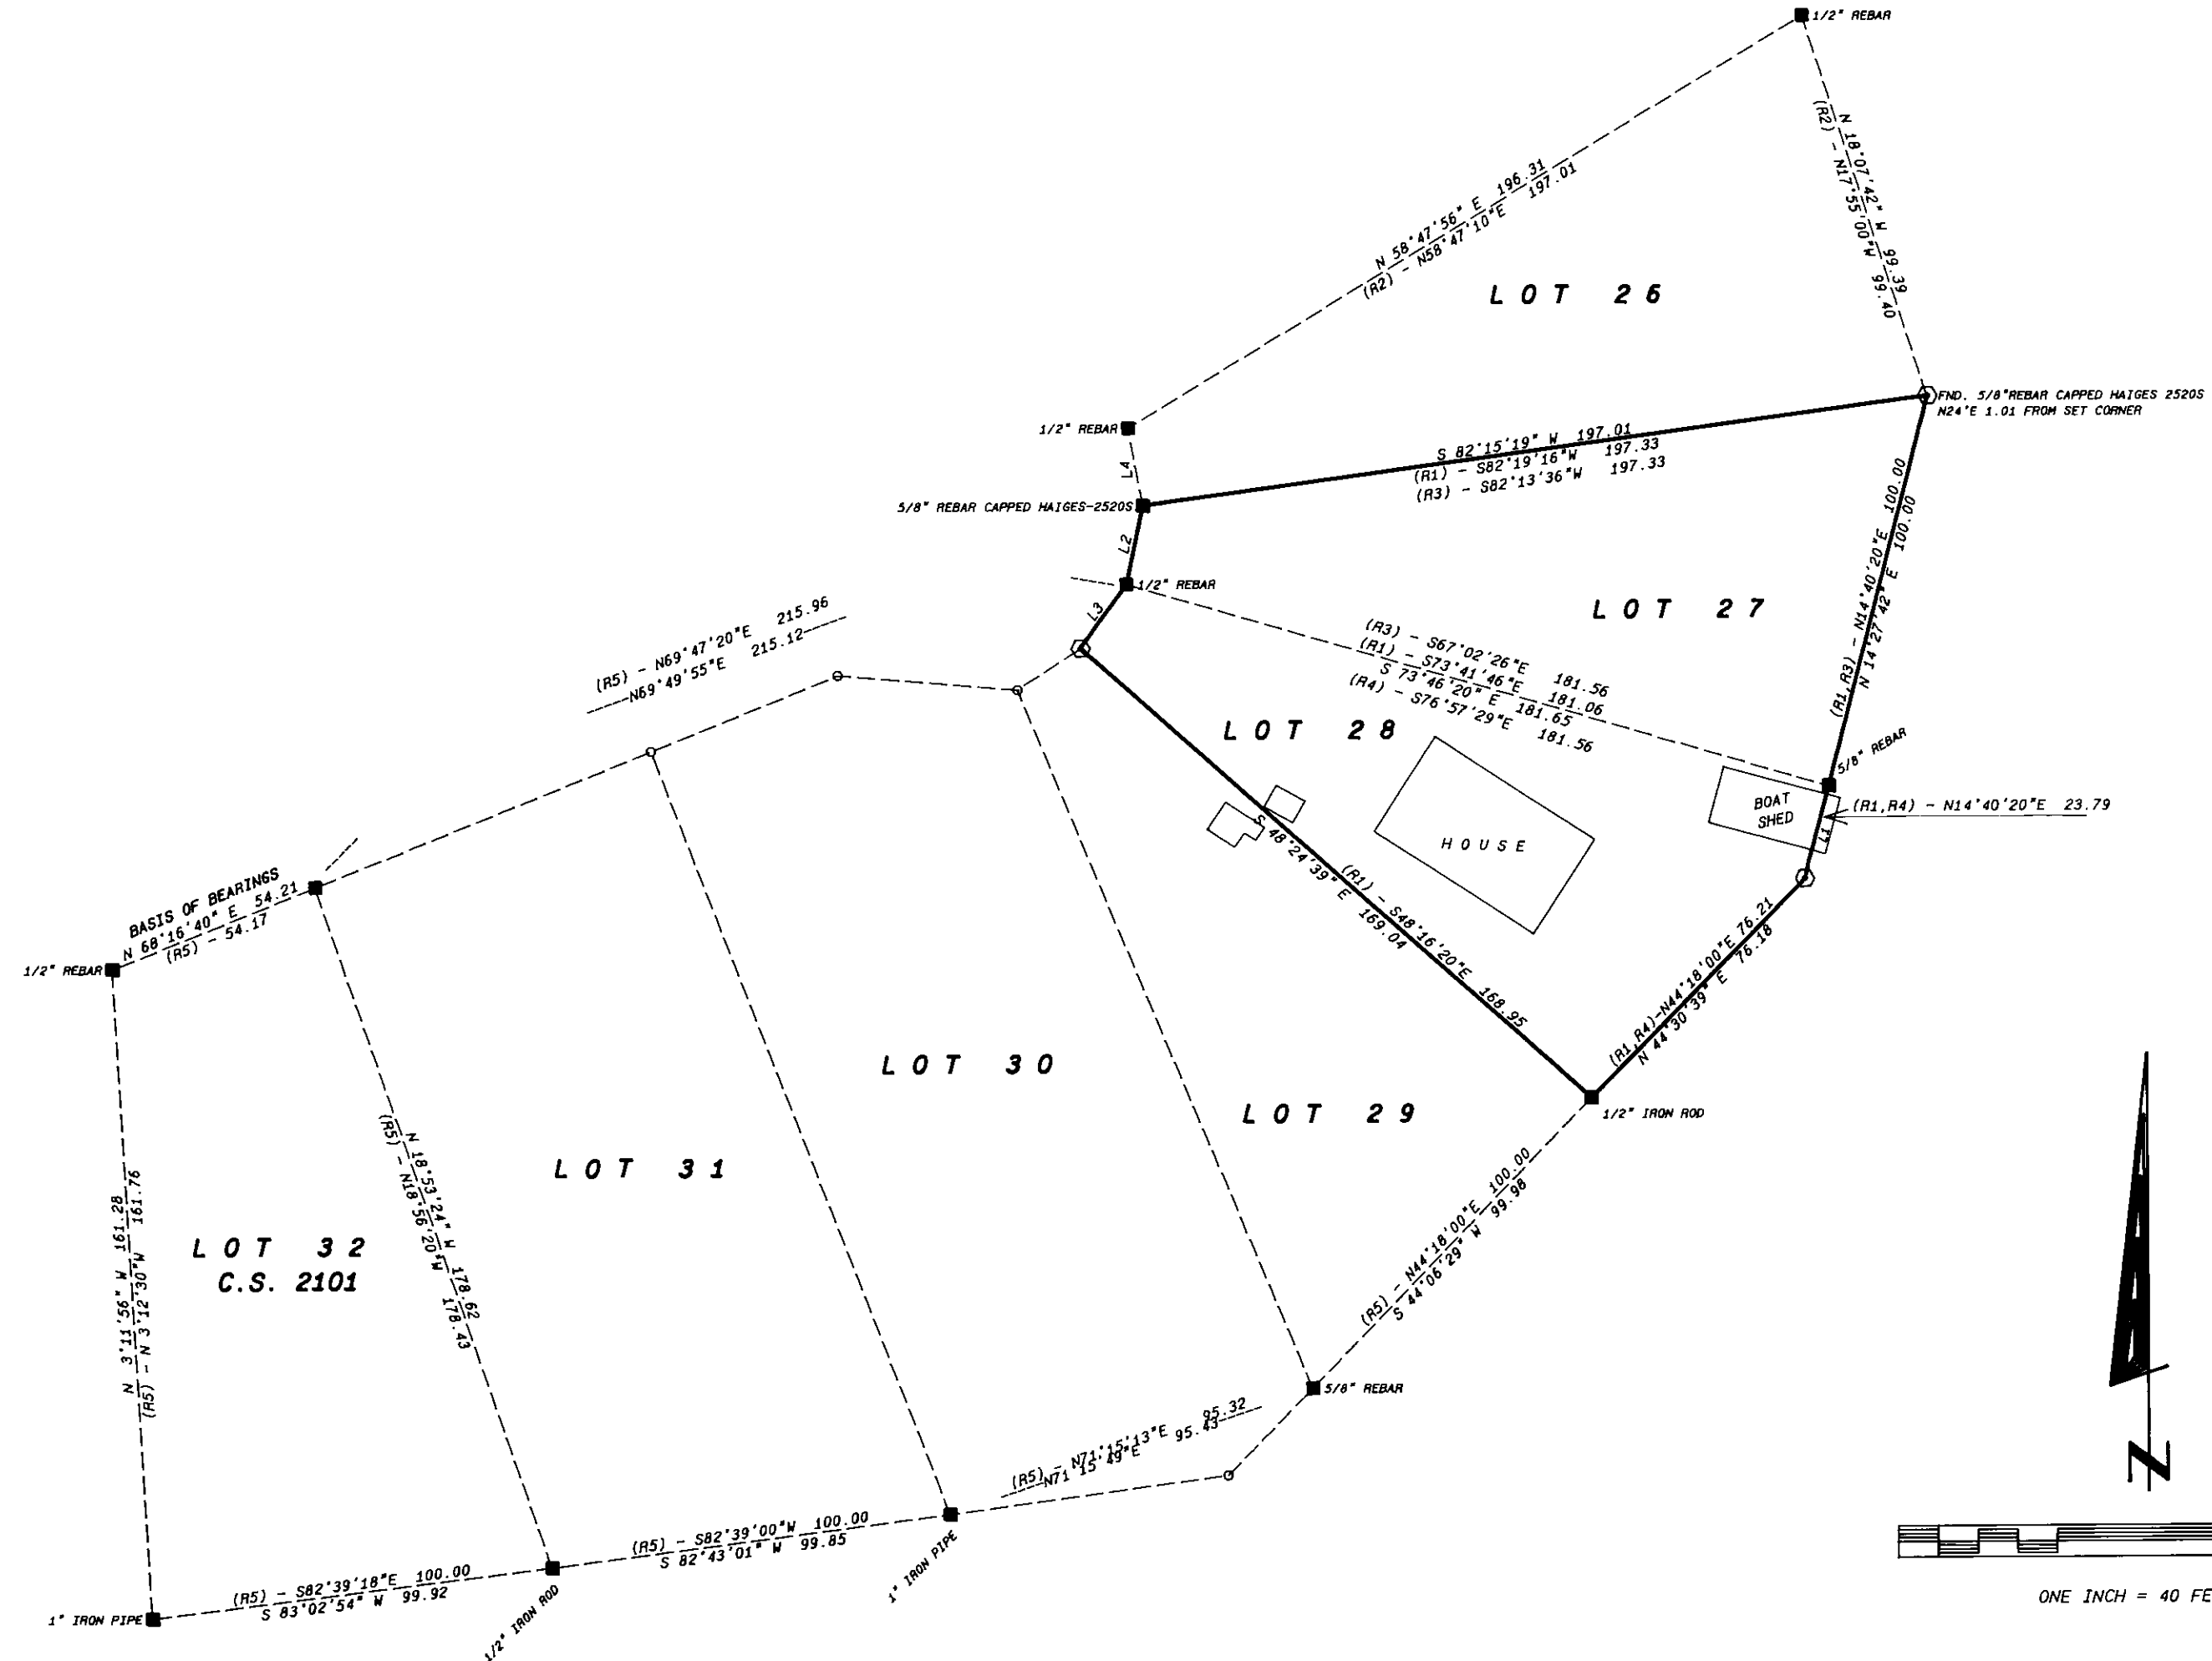 1/2" REBAR
N 18°07'42" W 99.39
(R2) - N17°55'00"W 99.40
N 58°47'56" E 196.31
(R2) - N58°47'10"E 197.01
LOT 26
FND. 5/8"REBAR CAPPED HAIGES 2520S
N24°E 1.01 FROM SET CORNER
1/2" REBAR
L4
S 82°15'19" W 197.01
(R1) - S82°19'16"W 197.33
(R3) - S82°13'36"W 197.33
5/8" REBAR CAPPED HAIGES-2520S
L2
1/2" REBAR
L3
(R1,R3) - N14°40'20"E 100.00
N 14°27'42" E 100.00
LOT 27
(R3) - S67°02'26"E 181.56
(R1) - S73°41'46"E 181.06
S 73°46'20" E 181.65
(R4) - S76°57'29"E 181.56
(R5) - N69°47'20"E 215.96
N69°49'55"E 215.12
LOT 28
5/8" REBAR
BOAT
SHED
L1
(R1,R4) - N14°40'20"E 23.79
HOUSE
(R1) - S48°16'20"E 168.95
S 48°24'39" E 169.04
BASIS OF BEARINGS
N 68°16'40" E 54.21
(R5) - 54.17
1/2" REBAR
(R1,R4)-N44°18'00"E 76.21
N 44°30'39" E 76.18
LOT 30
LOT 29
1/2" IRON ROD
LOT 31
N 18°53'24" W 178.62
(R5) - N18°56'20"W 178.43
N 3°11'56" W 161.28
(R5) - N 3°12'30"W 161.76
LOT 32
C.S. 2101
(R5) - N44°18'00"E 100.00
S 44°06'29" W 99.98
5/8" REBAR
(R5) - N71°15'13"E 95.32
N71°15'49"E 95.43
(R5) - S82°39'00"W 100.00
S 82°43'01" W 99.85
1" IRON PIPE
(R5) - S82°39'18"E 100.00
S 83°02'54" W 99.92
1" IRON PIPE
1/2" IRON ROD
N
ONE INCH = 40 FE